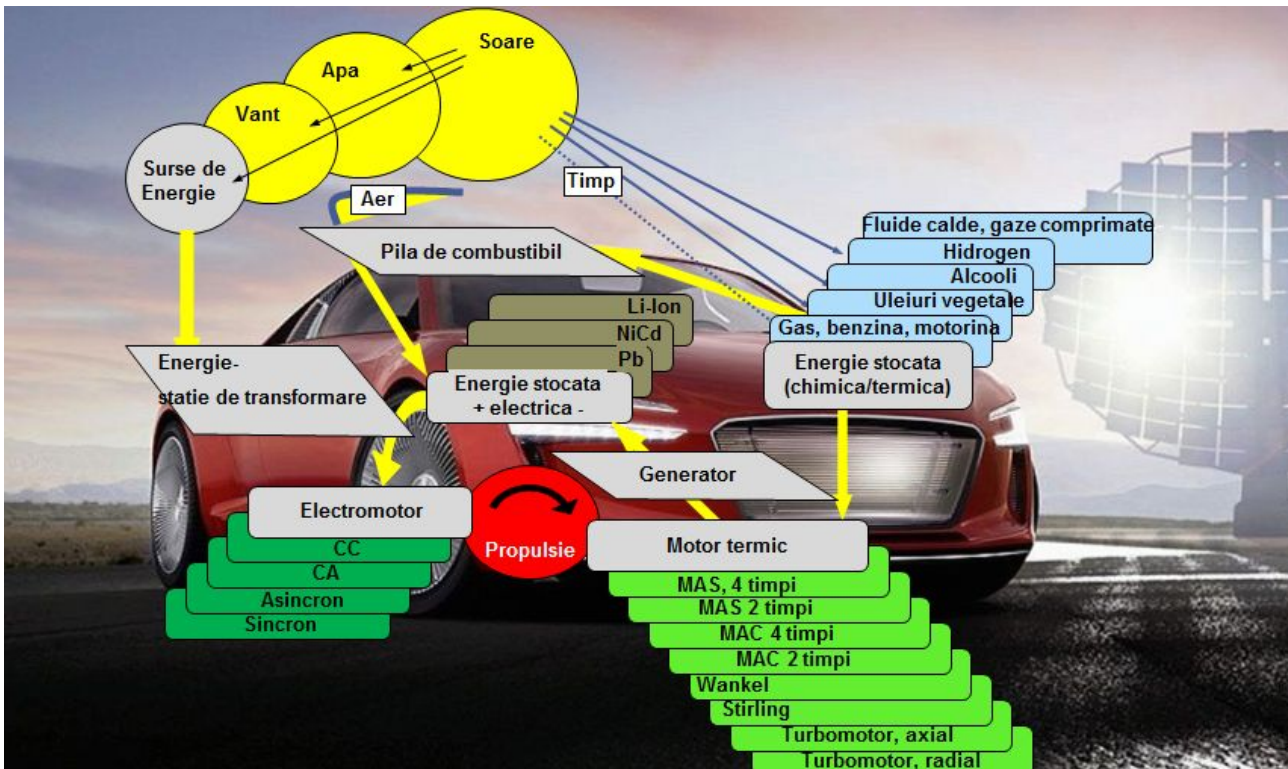 Soare
Apa
Vant
Surse de
Energie
Timp
Aer
Fluide calde, gaze comprimate
Hidrogen
Alcooli
Uleiuri vegetale
Gas, benzina, motorina
Energie stocata
(chimica/termica)
Pila de combustibil
Li-Ion
NiCd
Pb
Energie stocata
+ electrica -
Energie-
statie de transformare
Generator
Electromotor
CC
CA
Asincron
Sincron
Propulsie
Motor termic
MAS, 4 timpi
MAS 2 timpi
MAC 4 timpi
MAC 2 timpi
Wankel
Stirling
Turbomotor, axial
Turbomotor, radial